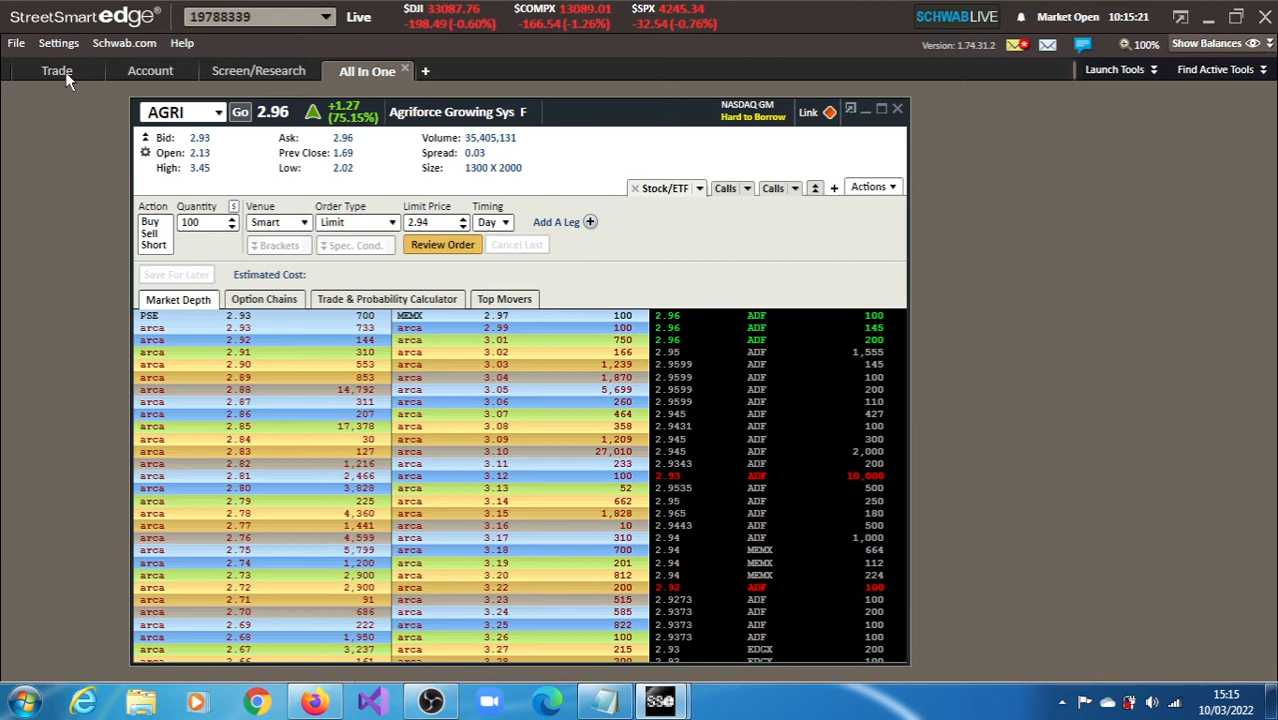 StreetSmart edge® 19788339 Live $DJI 33087.76 -198.49 (-0.60%) $COMPX 13089.01 -166.54 (-1.26%) $SPX 4245.34 -32.54 (-0.76%) SCHWABLIVE Market Open 10:15:21
File Settings Schwab.com Help Version: 1.74.31.2 100% Show Balances
Trade Account Screen/Research All In One × + Launch Tools Find Active Tools
AGRI Go 2.96 +1.27 (75.15%) Agriforce Growing Sys F NASDAQ GM Hard to Borrow Link
Bid: 2.93 Ask: 2.96 Volume: 35,405,131
Open: 2.13 Prev Close: 1.69 Spread: 0.03
High: 3.45 Low: 2.02 Size: 1300 X 2000
Stock/ETF Calls Calls + Actions
Action Quantity S Venue Order Type Limit Price Timing
Buy Sell Short 100 Smart Limit 2.94 Day Add A Leg
Brackets Spec. Cond. Review Order Cancel Last
Save For Later Estimated Cost:
Market Depth Option Chains Trade & Probability Calculator Top Movers
PSE 2.93 700 MEMX 2.97 100 2.96 ADF 100
arca 2.93 733 arca 2.99 100 2.96 ADF 145
arca 2.92 144 arca 3.01 750 2.96 ADF 200
arca 2.91 310 arca 3.02 166 2.95 ADF 1,555
arca 2.90 553 arca 3.03 1,239 2.9599 ADF 145
arca 2.89 853 arca 3.04 1,870 2.9599 ADF 100
arca 2.88 14,792 arca 3.05 5,699 2.9599 ADF 200
arca 2.87 311 arca 3.06 260 2.9599 ADF 110
arca 2.86 207 arca 3.07 464 2.945 ADF 427
arca 2.85 17,378 arca 3.08 358 2.9431 ADF 100
arca 2.84 30 arca 3.09 1,209 2.945 ADF 300
arca 2.83 127 arca 3.10 27,010 2.945 ADF 2,000
arca 2.82 1,216 arca 3.11 233 2.9343 ADF 200
arca 2.81 2,466 arca 3.12 100 2.93 ADF 10,000
arca 2.80 3,828 arca 3.13 52 2.9535 ADF 500
arca 2.79 225 arca 3.14 662 2.95 ADF 250
arca 2.78 4,360 arca 3.15 1,828 2.965 ADF 180
arca 2.77 1,441 arca 3.16 10 2.9443 ADF 500
arca 2.76 4,599 arca 3.17 310 2.94 ADF 1,000
arca 2.75 5,799 arca 3.18 700 2.94 MEMX 664
arca 2.74 1,200 arca 3.19 201 2.94 MEMX 112
arca 2.73 2,900 arca 3.20 812 2.94 MEMX 224
arca 2.72 2,900 arca 3.22 200 2.92 ADF 100
arca 2.71 91 arca 3.23 515 2.9273 ADF 100
arca 2.70 686 arca 3.24 585 2.9273 ADF 200
arca 2.69 222 arca 3.25 822 2.9373 ADF 100
arca 2.68 1,950 arca 3.26 100 2.9373 ADF 200
arca 2.67 3,237 arca 3.27 215 2.93 EDGX 200
arca 2.66 161 arca 3.28 200 2.93 EDGX 100
SSe 15:15
10/03/2022